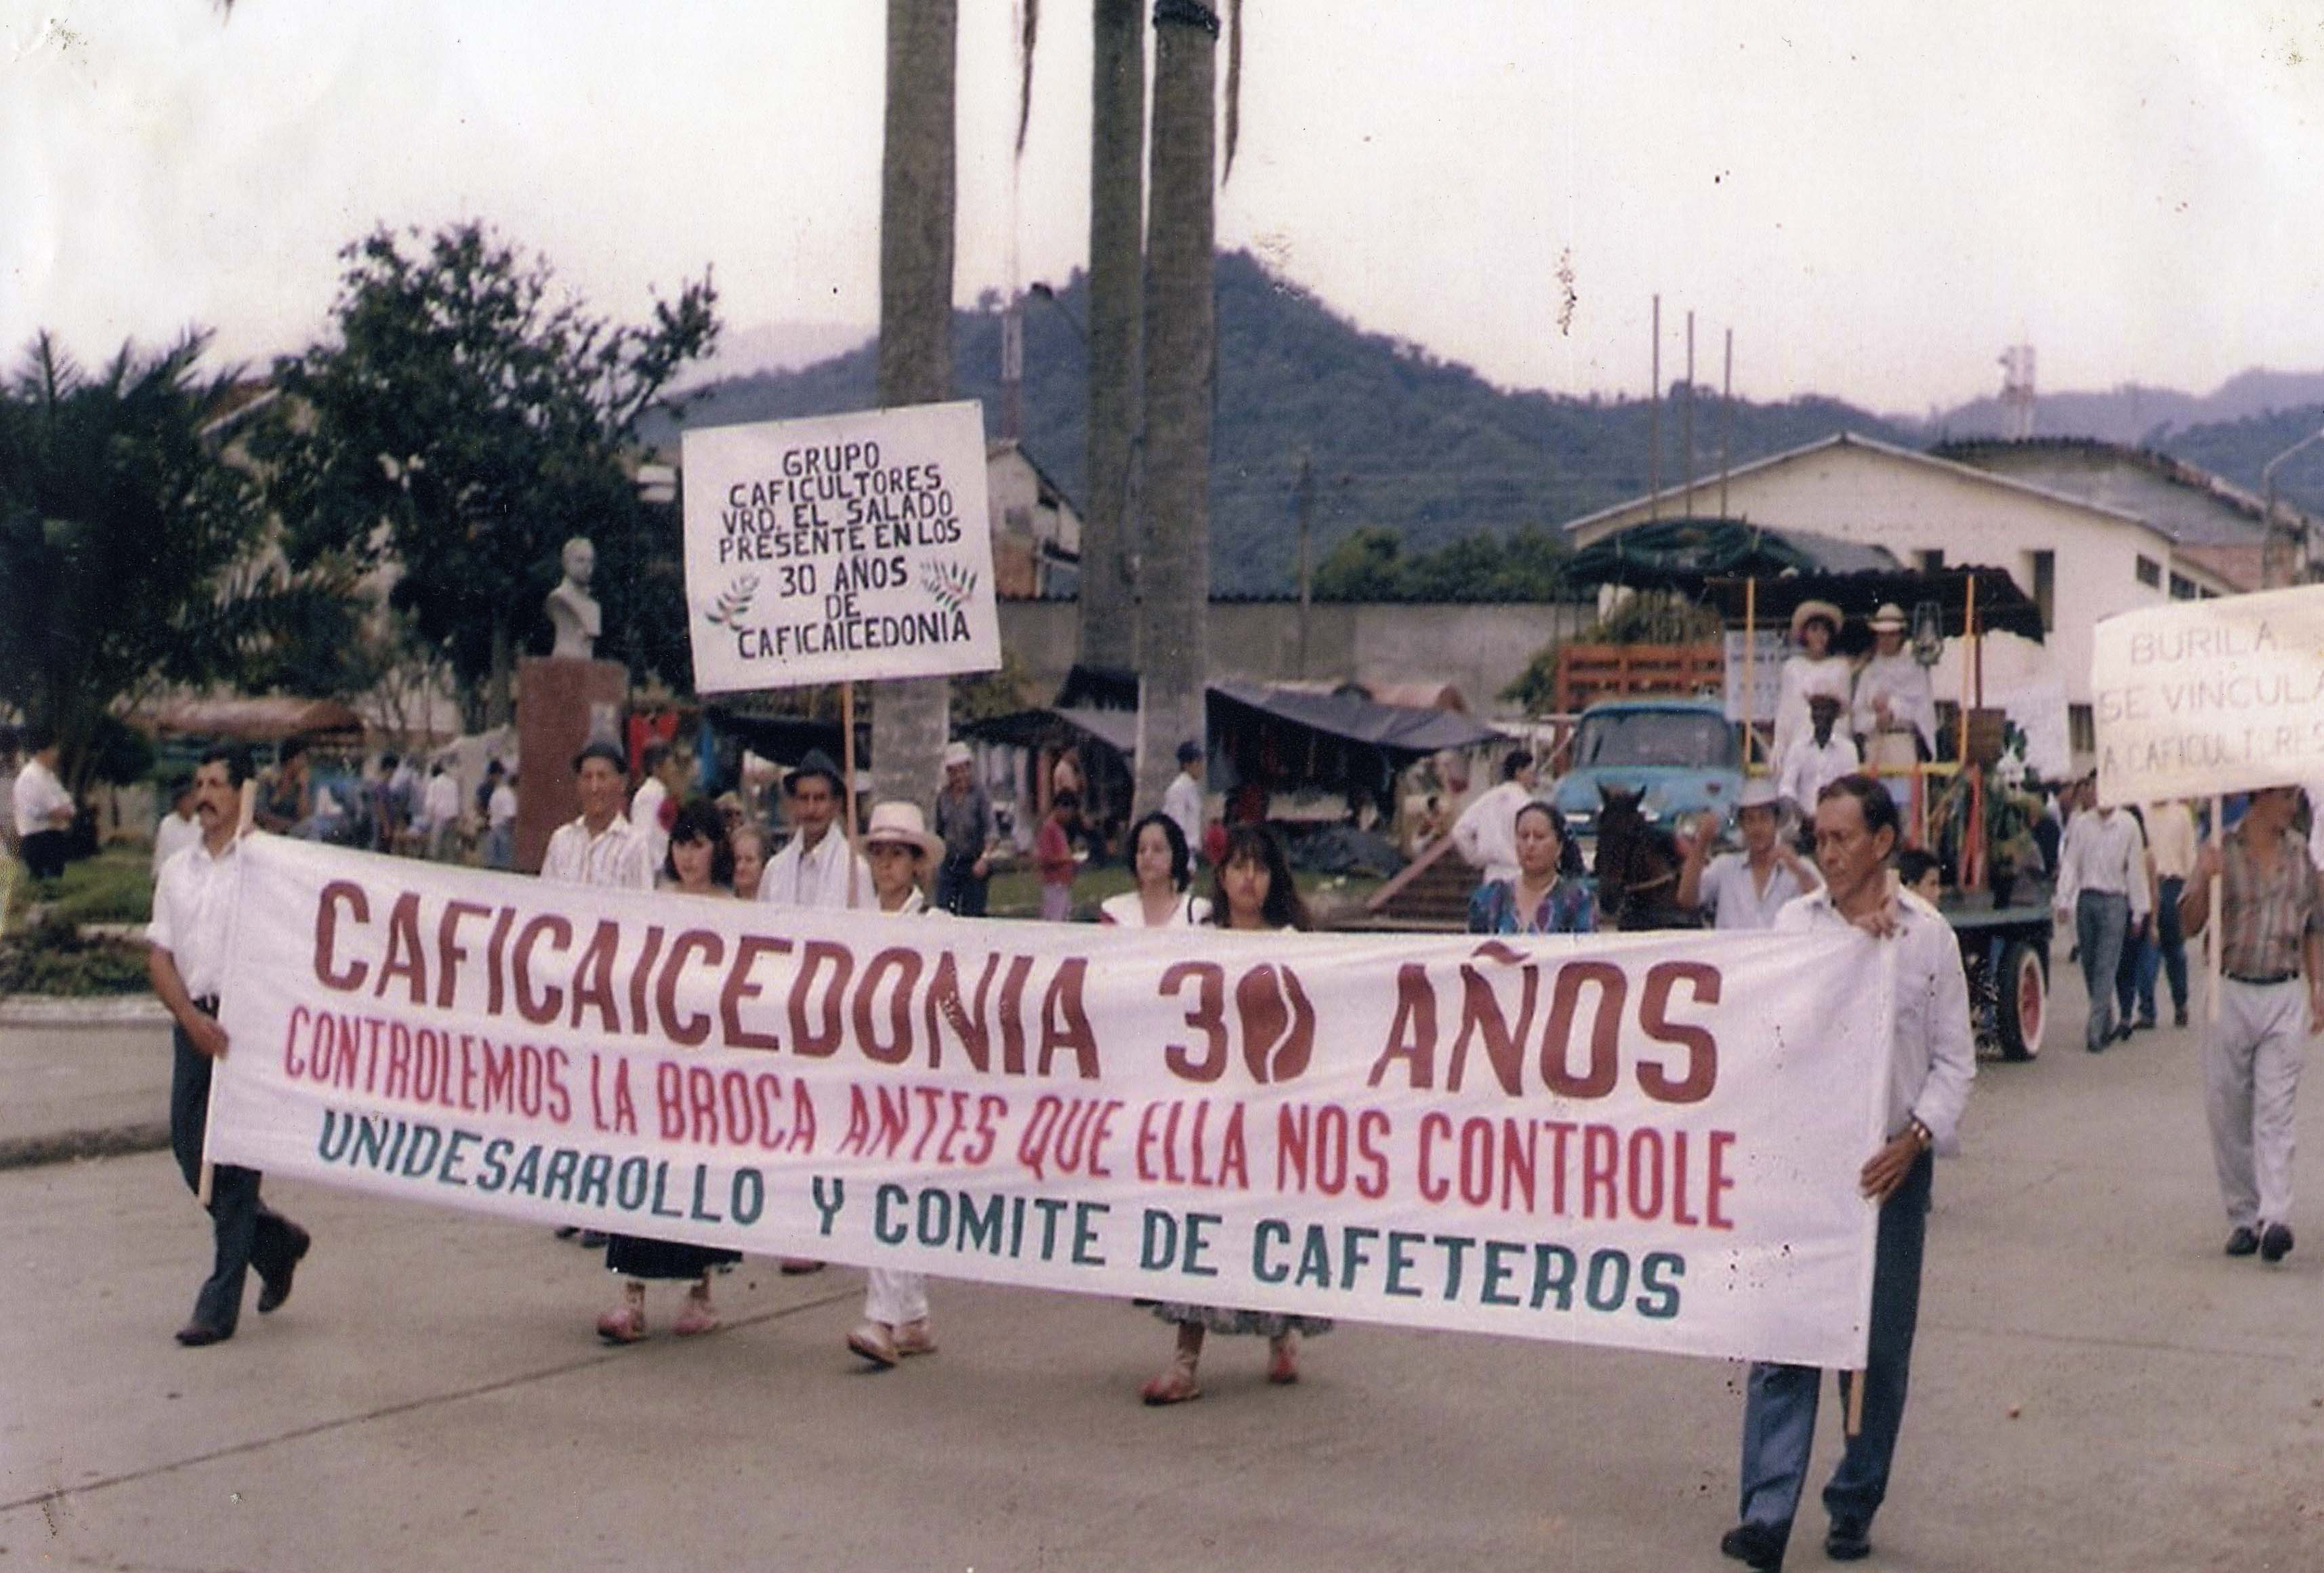 GRUPO
CAFICULTORES
VRD. EL SALADO
PRESENTE EN LOS
30 AÑOS
DE
CAFICAICEDONIA
BURILA
SE VINCULA
A CAFICULTORE
CAFICAICEDONIA 30 AÑOS
CONTROLEMOS LA BROCA ANTES QUE ELLA NOS CONTROLE
UNIDESARROLLO Y COMITE DE CAFETEROS